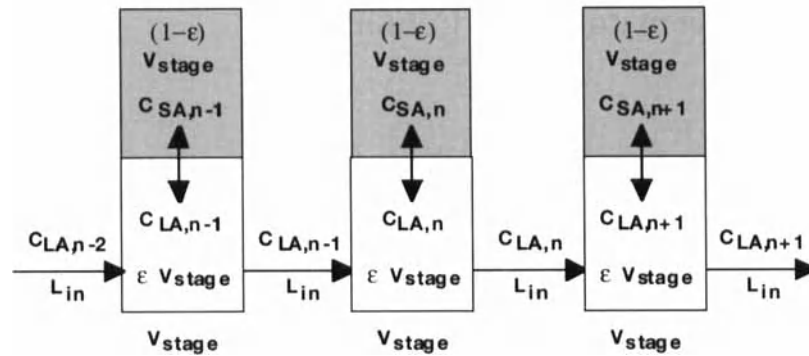 (1−ε) (1−ε) (1−ε)
Vstage Vstage Vstage
CSA,n-1 CSA,n CSA,n+1
CLA,n-1 CLA,n CLA,n+1
CLA,n-2 CLA,n-1 CLA,n CLA,n+1
ε Vstage ε Vstage ε Vstage
Lin Lin Lin Lin
Vstage Vstage Vstage